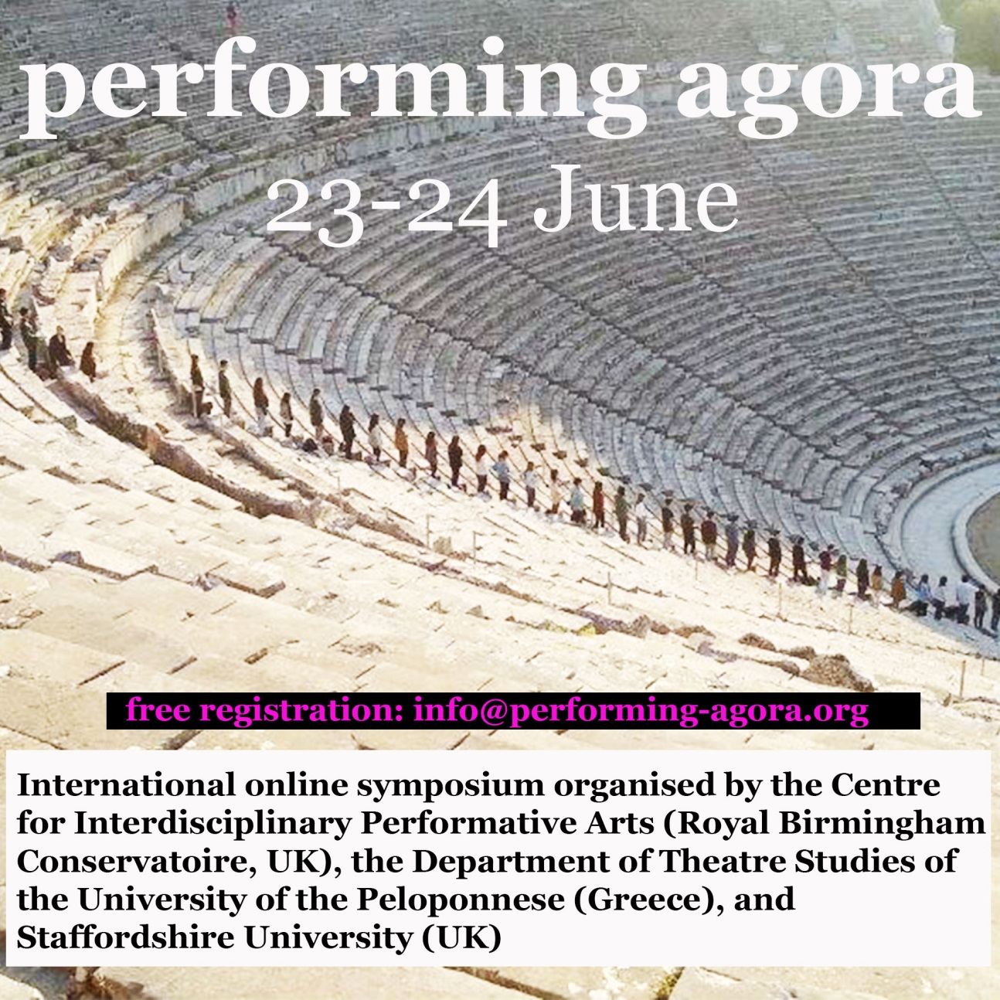 performing agora
23-24 June
free registration: info@performing-agora.org
International online symposium organised by the Centre
for Interdisciplinary Performative Arts (Royal Birmingham
Conservatoire, UK), the Department of Theatre Studies of
the University of the Peloponnese (Greece), and
Staffordshire University (UK)